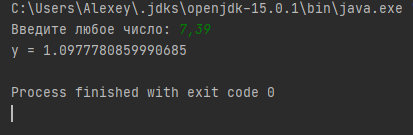 C:\Users\Alexey\.jdks\openjdk-15.0.1\bin\java.exe
Введите любое число: 7,39
y = 1.0977780859990685
Process finished with exit code 0